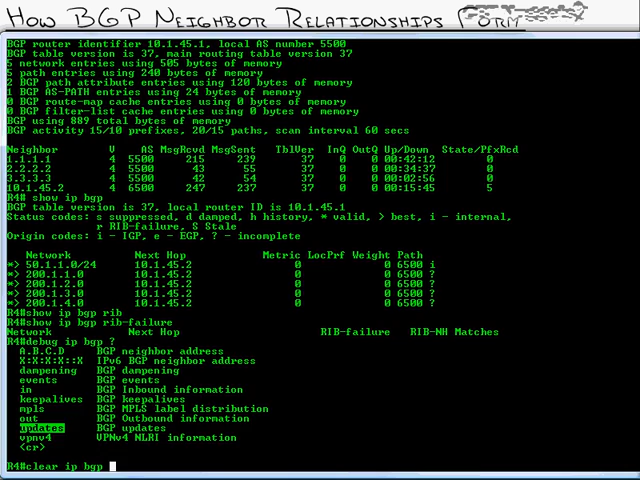 How BGP Neighbor Relationships Form
BGP router identifier 10.1.45.1, local AS number 5500
BGP table version is 37, main routing table version 37
5 network entries using 505 bytes of memory
5 path entries using 240 bytes of memory
2 BGP path attribute entries using 120 bytes of memory
1 BGP AS-PATH entries using 24 bytes of memory
0 BGP route-map cache entries using 0 bytes of memory
0 BGP filter-list cache entries using 0 bytes of memory
BGP using 889 total bytes of memory
BGP activity 15/10 prefixes, 20/15 paths, scan interval 60 secs
Neighbor V AS MsgRcvd MsgSent TblVer InQ OutQ Up/Down State/PfxRcd
1.1.1.1 4 5500 215 239 37 0 0 00:42:12 0
2.2.2.2 4 5500 43 55 37 0 0 00:34:37 0
3.3.3.3 4 5500 42 54 37 0 0 00:02:56 0
10.1.45.2 4 6500 247 237 37 0 0 00:15:45 5
R4# show ip bgp
BGP table version is 37, local router ID is 10.1.45.1
Status codes: s suppressed, d damped, h history, * valid, > best, i - internal,
r RIB-failure, S Stale
Origin codes: i - IGP, e - EGP, ? - incomplete
Network Next Hop Metric LocPrf Weight Path
*> 50.1.1.0/24 10.1.45.2 0 0 6500 i
*> 200.1.1.0 10.1.45.2 0 0 6500 ?
*> 200.1.2.0 10.1.45.2 0 0 6500 ?
*> 200.1.3.0 10.1.45.2 0 0 6500 ?
*> 200.1.4.0 10.1.45.2 0 0 6500 ?
R4#show ip bgp rib
R4#show ip bgp rib-failure
Network Next Hop RIB-failure RIB-NH Matches
R4#debug ip bgp ?
A.B.C.D BGP neighbor address
X:X:X:X::X IPv6 BGP neighbor address
dampening BGP dampening
events BGP events
in BGP Inbound information
keepalives BGP keepalives
mpls BGP MPLS label distribution
out BGP Outbound information
updates BGP updates
vpnv4 VPNv4 NLRI information
<cr>
R4#clear ip bgp